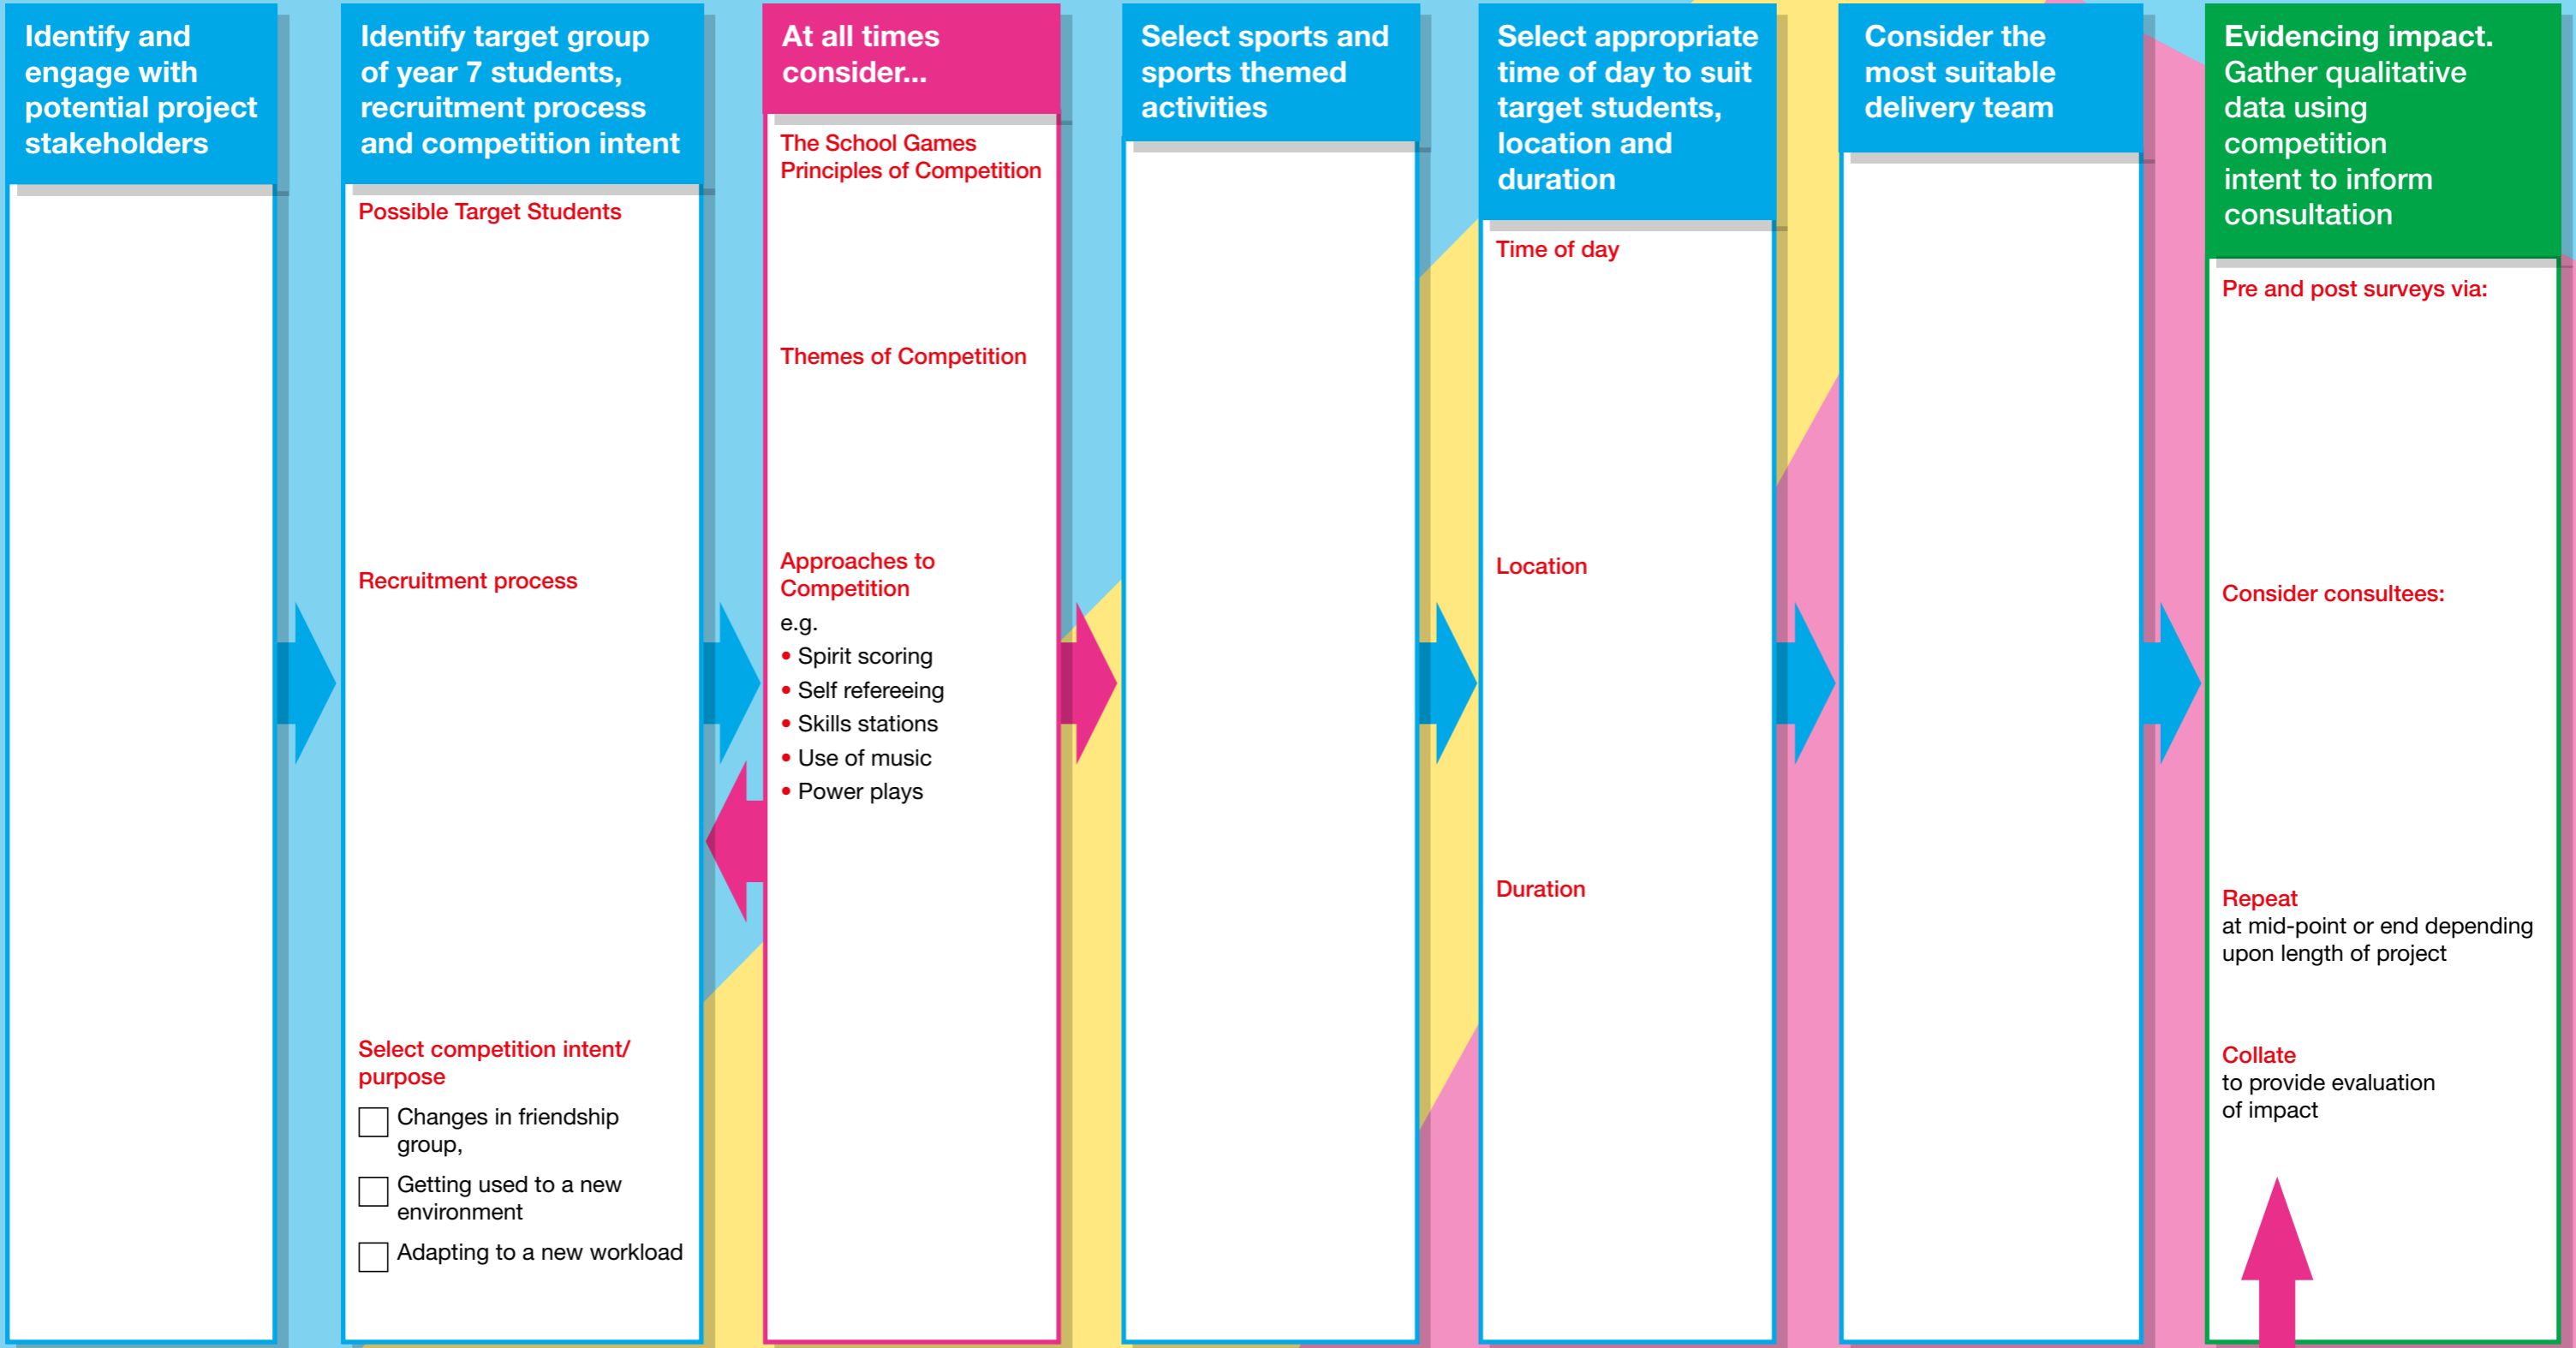 Identify and
engage with
potential project
stakeholders
Identify target group
of year 7 students,
recruitment process
and competition intent
Possible Target Students
Recruitment process
Select competition intent/
purpose
Changes in friendship
group,
Getting used to a new
environment
Adapting to a new workload
At all times
consider...
The School Games
Principles of Competition
Themes of Competition
Approaches to
Competition
e.g.
• Spirit scoring
• Self refereeing
• Skills stations
• Use of music
• Power plays
Select sports and
sports themed
activities
Select appropriate
time of day to suit
target students,
location and
duration
Time of day
Location
Duration
Consider the
most suitable
delivery team
Evidencing impact.
Gather qualitative
data using
competition
intent to inform
consultation
Pre and post surveys via:
Consider consultees:
Repeat
at mid-point or end depending
upon length of project
Collate
to provide evaluation
of impact